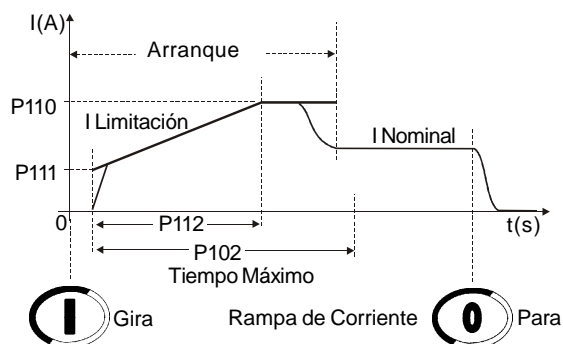 I(A)
Arranque
P110
I Limitación
I Nominal
P111
0
P112
t(s)
P102
Tiempo Máximo
I Gira
Rampa de Corriente
0 Para